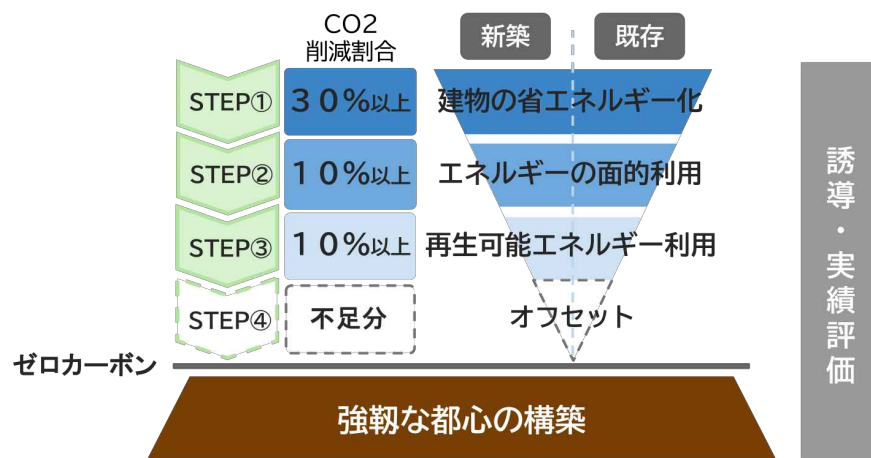 CO2
削減割合
新築
既存
STEP①
30%以上
建物の省エネルギー化
STEP②
10%以上
エネルギーの面的利用
STEP③
10%以上
再生可能エネルギー利用
STEP④
不足分
オフセット
ゼロカーボン
強靱な都心の構築
誘導・実績評価